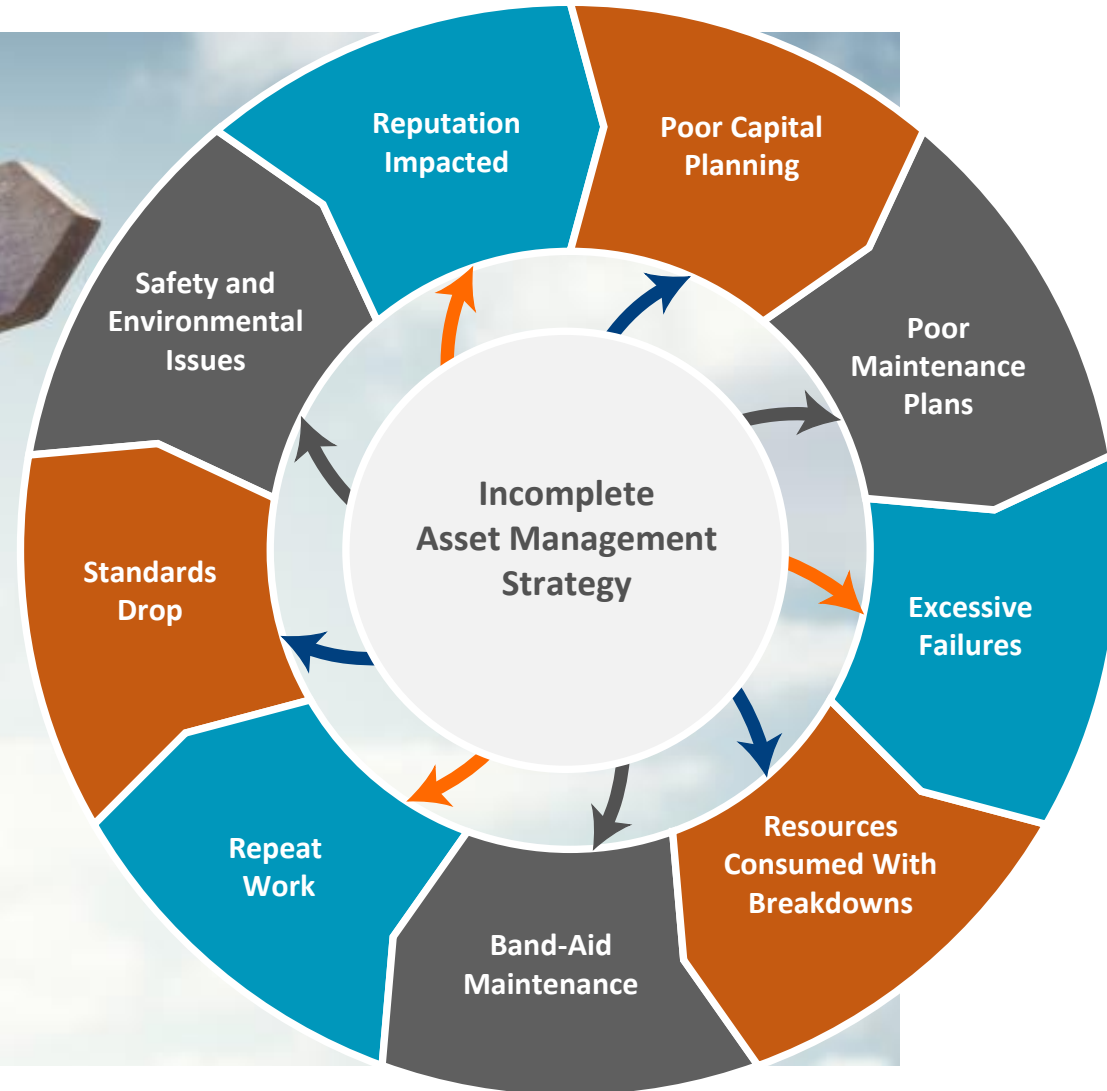 Reputation
Impacted
Poor Capital
Planning
Poor
Maintenance
Plans
Excessive
Failures
Resources
Consumed With
Breakdowns
Band-Aid
Maintenance
Repeat
Work
Standards
Drop
Safety and
Environmental
Issues
Incomplete
Asset Management
Strategy